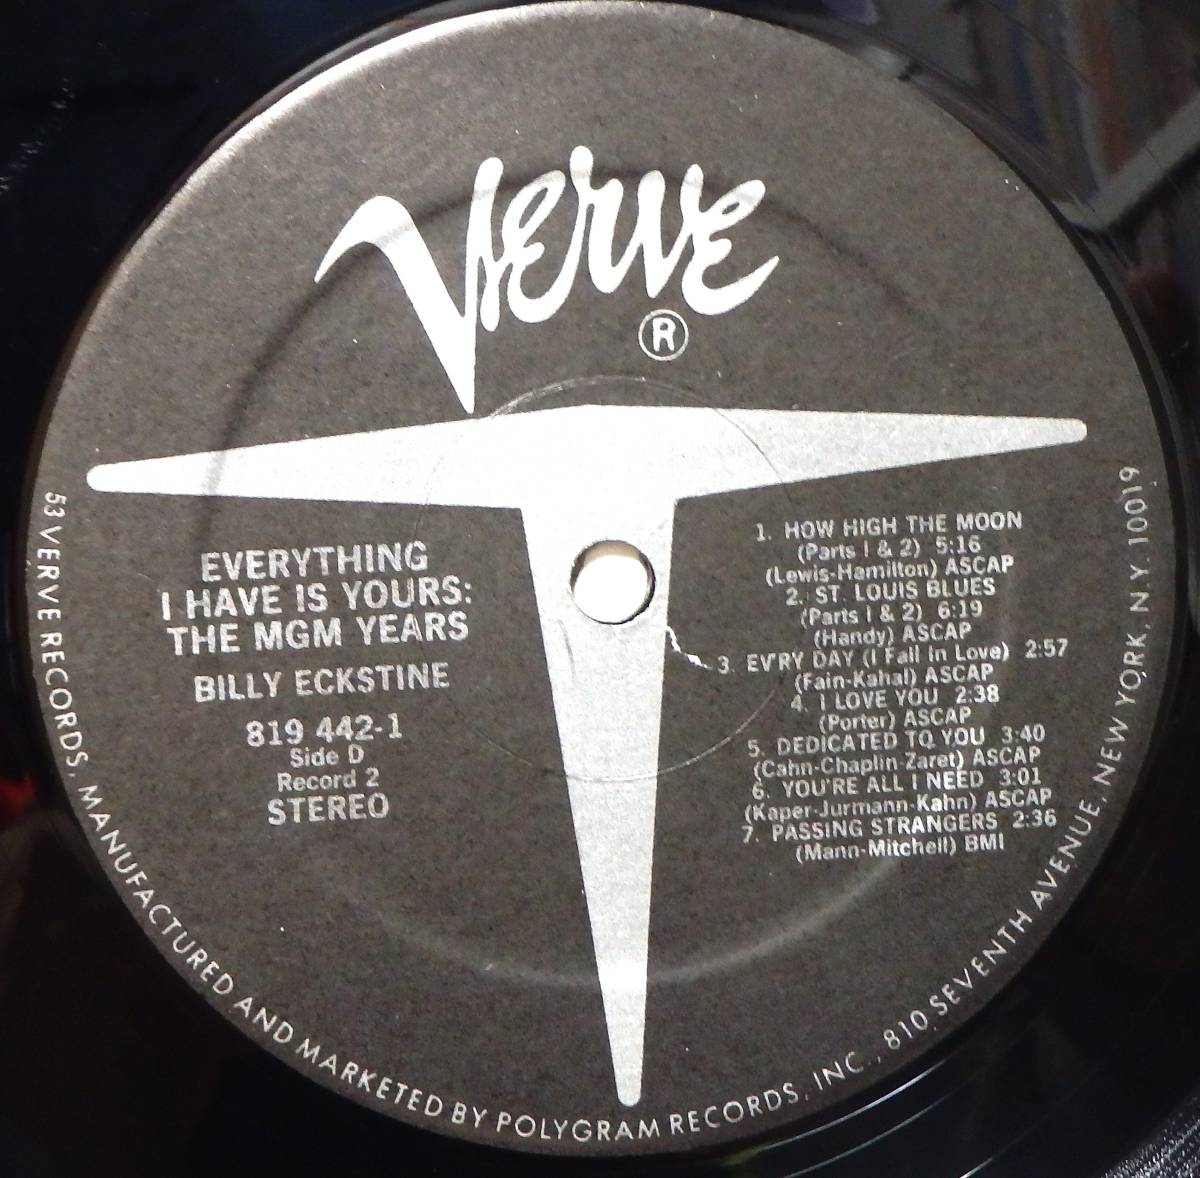 Verve
®
EVERYTHING
I HAVE IS YOURS:
THE MGM YEARS
BILLY ECKSTINE
819 442-1
Side D
Record 2
STEREO
1. HOW HIGH THE MOON
(Parts I & 2) 5:16
(Lewis-Hamilton) ASCAP
2. ST. LOUIS BLUES
(Parts I & 2) 6:19
(Handy) ASCAP
3. EV'RY DAY (I Fall In Love) 2:57
(Fain-Kahal) ASCAP
4. I LOVE YOU 2:38
(Porter) ASCAP
5. DEDICATED TO YOU 3:40
(Cahn-Chaplin-Zaret) ASCAP
6. YOU'RE ALL I NEED 3:01
(Kaper-Jurmann-Kahn) ASCAP
7. PASSING STRANGERS 2:36
(Mann-Mitchell) BMI
53 VERVE RECORDS, MANUFACTURED AND MARKETED BY POLYGRAM RECORDS, INC., 810 SEVENTH AVENUE, NEW YORK, N.Y. 10019